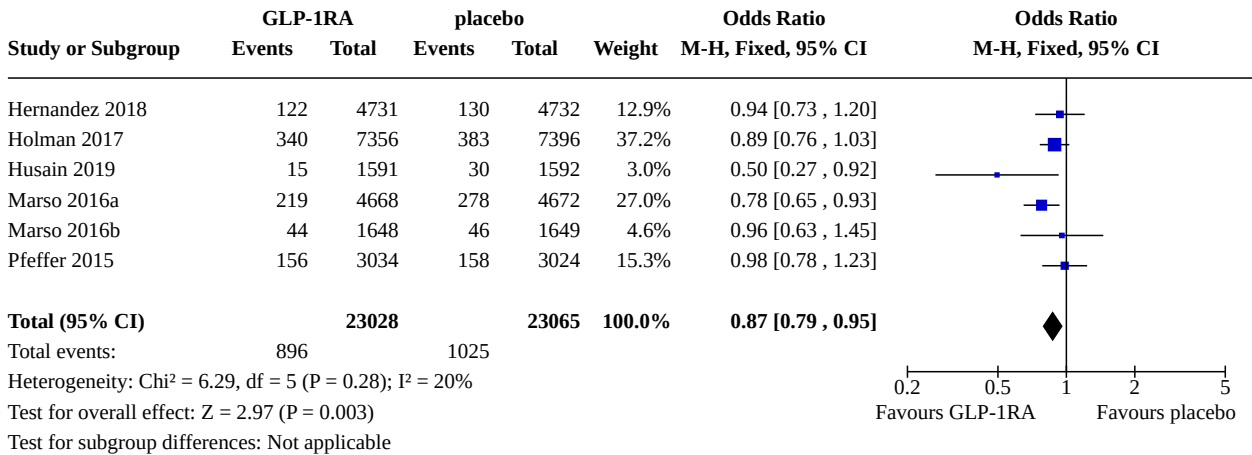 GLP-1RA placebo Odds Ratio Odds Ratio
Study or Subgroup Events Total Events Total Weight M-H, Fixed, 95% CI M-H, Fixed, 95% CI
Hernandez 2018 122 4731 130 4732 12.9% 0.94 [0.73 , 1.20]
Holman 2017 340 7356 383 7396 37.2% 0.89 [0.76 , 1.03]
Husain 2019 15 1591 30 1592 3.0% 0.50 [0.27 , 0.92]
Marso 2016a 219 4668 278 4672 27.0% 0.78 [0.65 , 0.93]
Marso 2016b 44 1648 46 1649 4.6% 0.96 [0.63 , 1.45]
Pfeffer 2015 156 3034 158 3024 15.3% 0.98 [0.78 , 1.23]
Total (95% CI) 23028 23065 100.0% 0.87 [0.79 , 0.95]
Total events: 896 1025
Heterogeneity: Chi² = 6.29, df = 5 (P = 0.28); I² = 20%
0.2 0.5 1 2 5
Test for overall effect: Z = 2.97 (P = 0.003)
Favours GLP-1RA Favours placebo
Test for subgroup differences: Not applicable